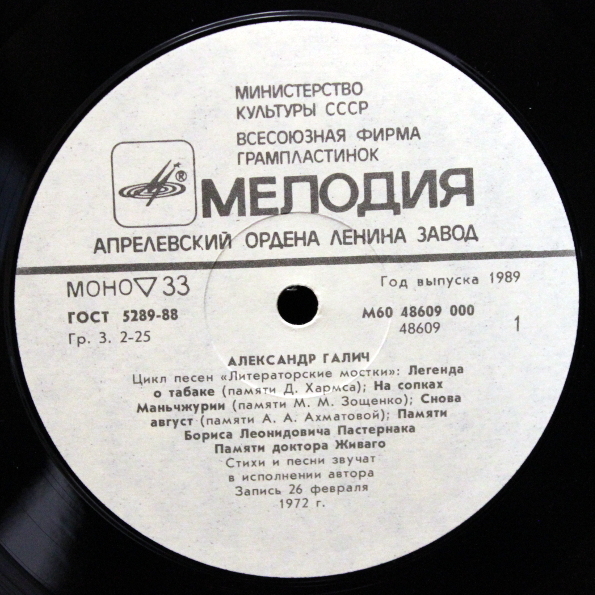 МИНИСТЕРСТВО
КУЛЬТУРЫ СССР
ВСЕСОЮЗНАЯ ФИРМА
ГРАМПЛАСТИНОК
®
МЕЛОДИЯ
АПРЕЛЕВСКИЙ ОРДЕНА ЛЕНИНА ЗАВОД
МОНО 33
Год выпуска 1989
ГОСТ 5289-88
М60 48609 000
Гр. 3. 2-25
48609
1
АЛЕКСАНДР ГАЛИЧ
Цикл песен «Литераторские мостки»: Легенда
о табаке (памяти Д. Хармса); На сопках
Маньчжурии (памяти М. М. Зощенко); Снова
август (памяти А. А. Ахматовой); Памяти
Бориса Леонидовича Пастернака
Памяти доктора Живаго
Стихи и песни звучат
в исполнении автора
Запись 26 февраля
1972 г.